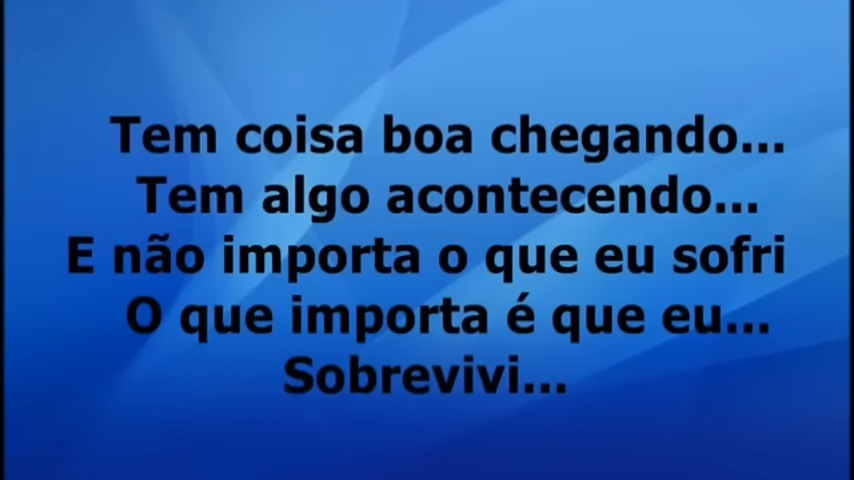 Tem coisa boa chegando...
Tem algo acontecendo...
E não importa o que eu sofri
O que importa é que eu...
Sobrevivi...